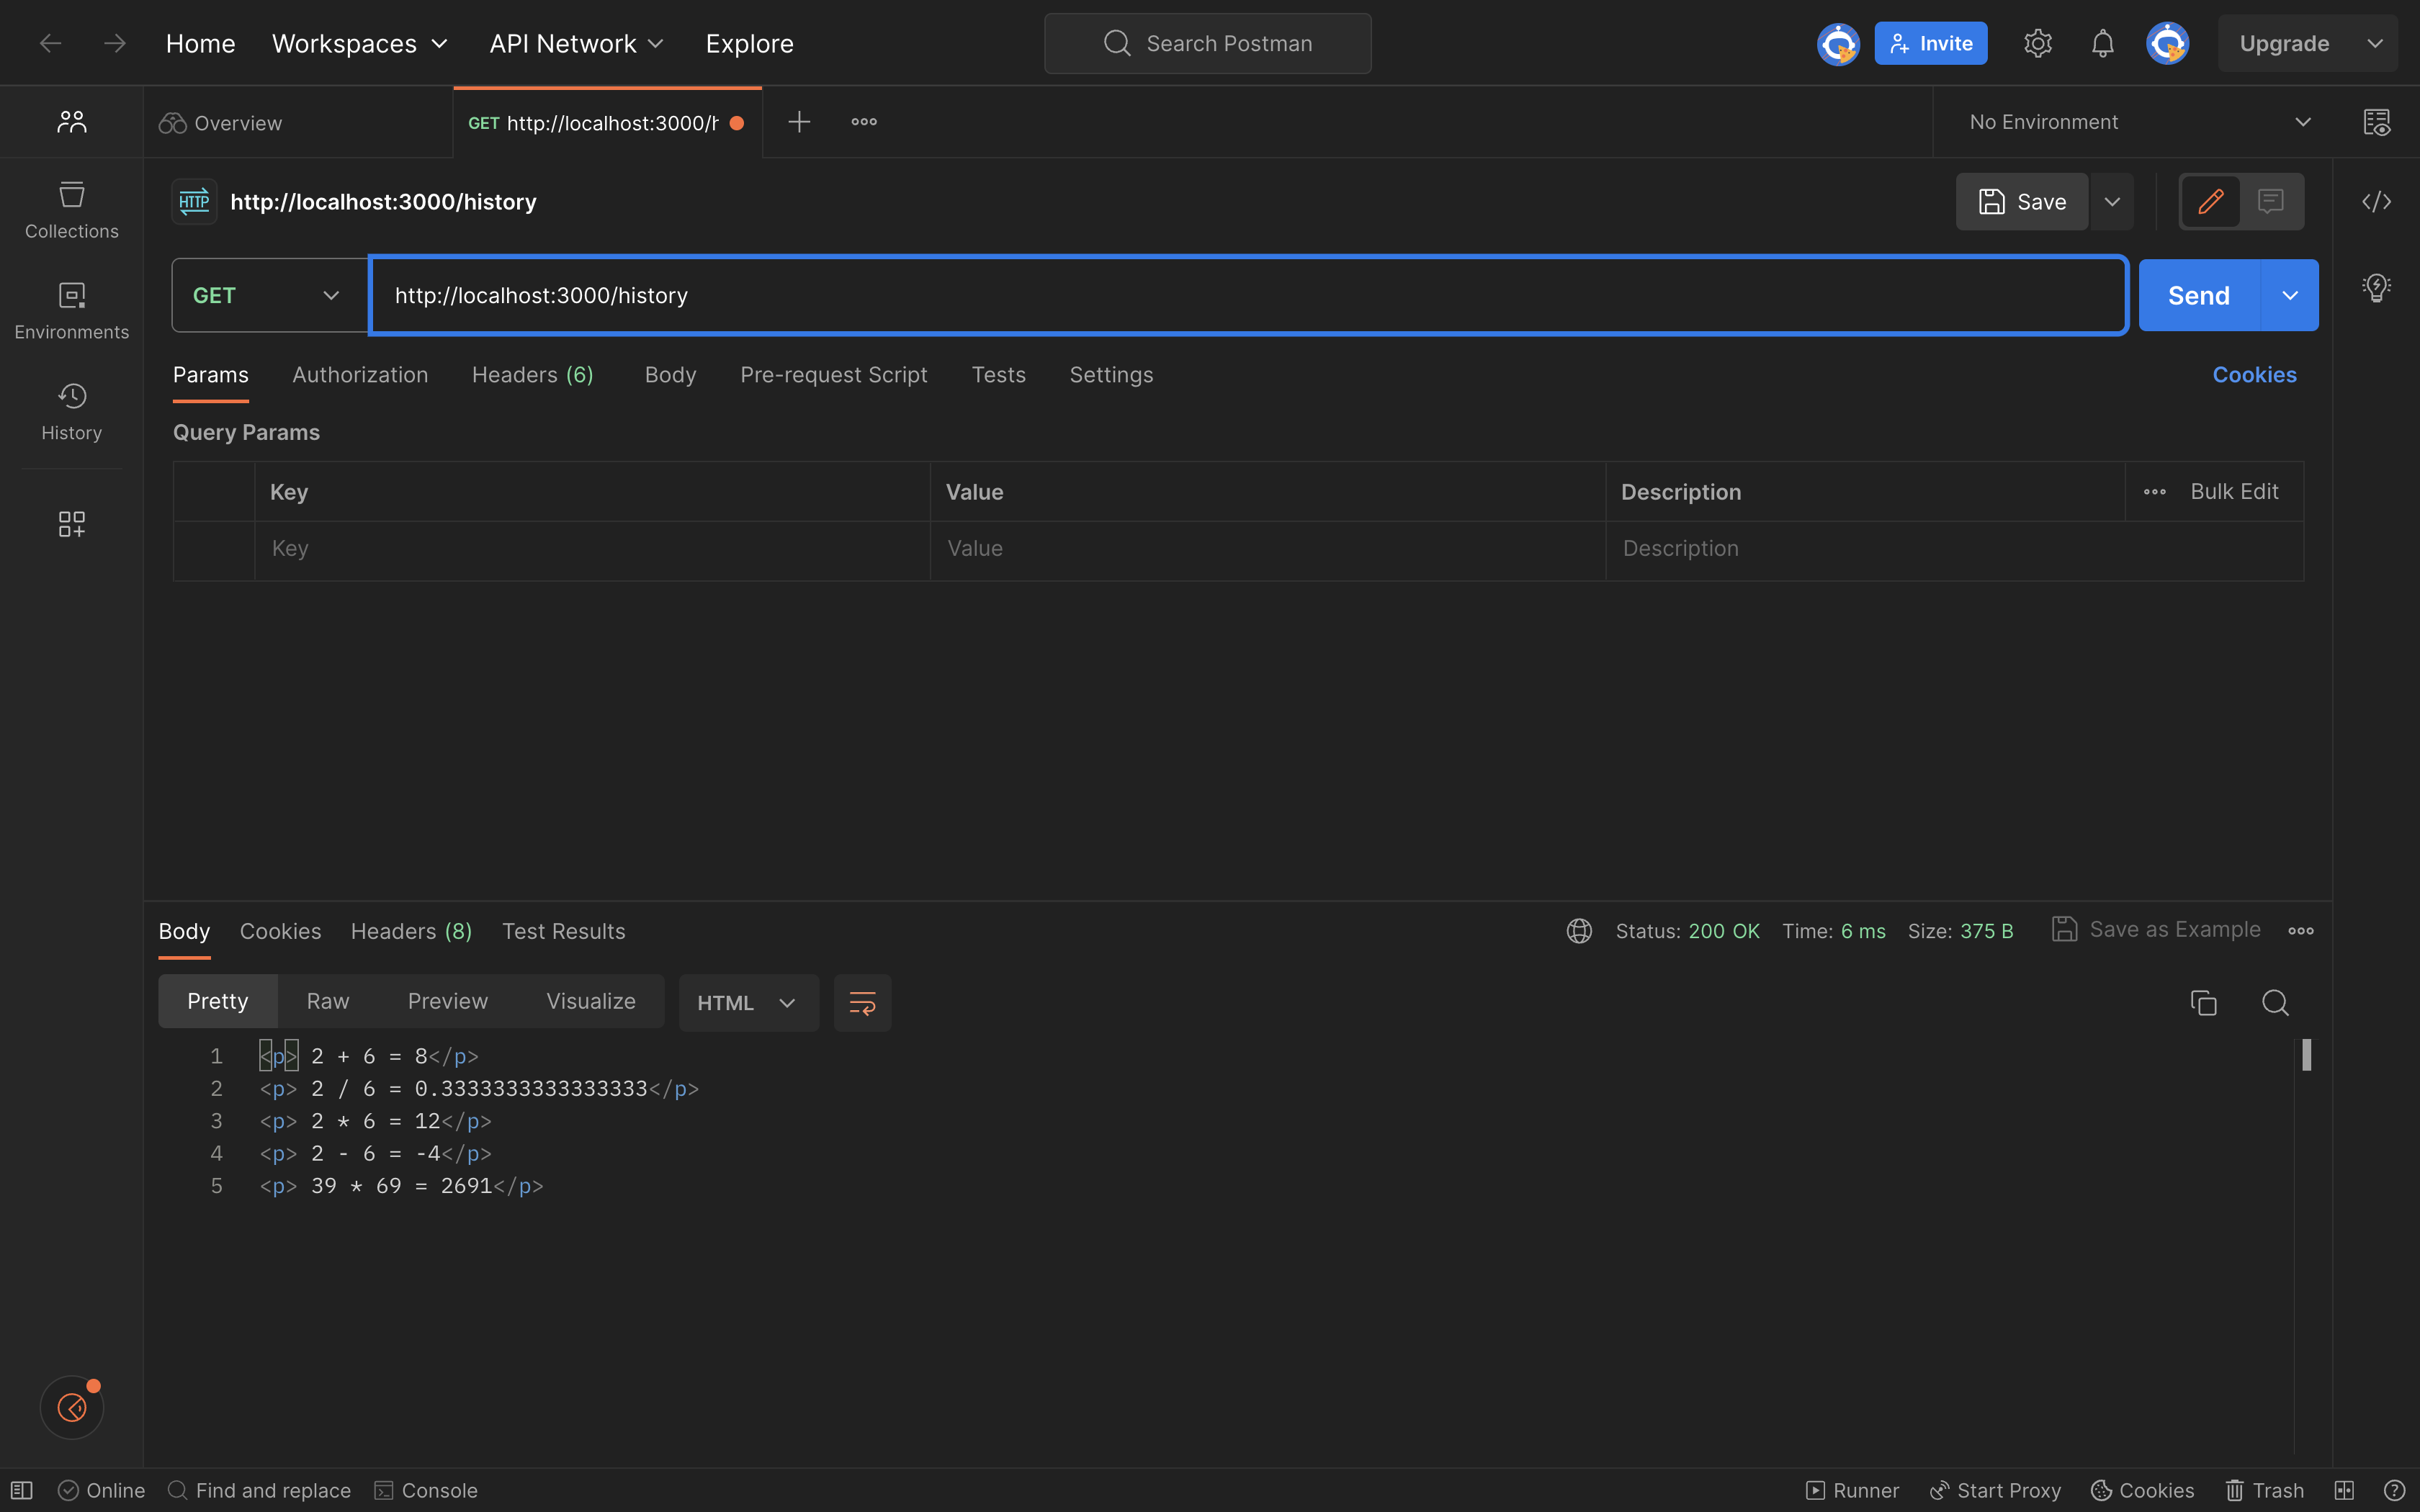 Home Workspaces API Network Explore Search Postman Invite Upgrade
Overview GET http://localhost:3000/h No Environment
HTTP http://localhost:3000/history Save
GET http://localhost:3000/history Send
Collections
Environments
History
Params Authorization Headers (6) Body Pre-request Script Tests Settings Cookies
Query Params
Key Value Description Bulk Edit
Key Value Description
Body Cookies Headers (8) Test Results Status: 200 OK Time: 6 ms Size: 375 B Save as Example
Pretty Raw Preview Visualize HTML
1 <p> 2 + 6 = 8</p>
2 <p> 2 / 6 = 0.3333333333333333</p>
3 <p> 2 * 6 = 12</p>
4 <p> 2 - 6 = -4</p>
5 <p> 39 * 69 = 2691</p>
Online Find and replace Console Runner Start Proxy Cookies Trash